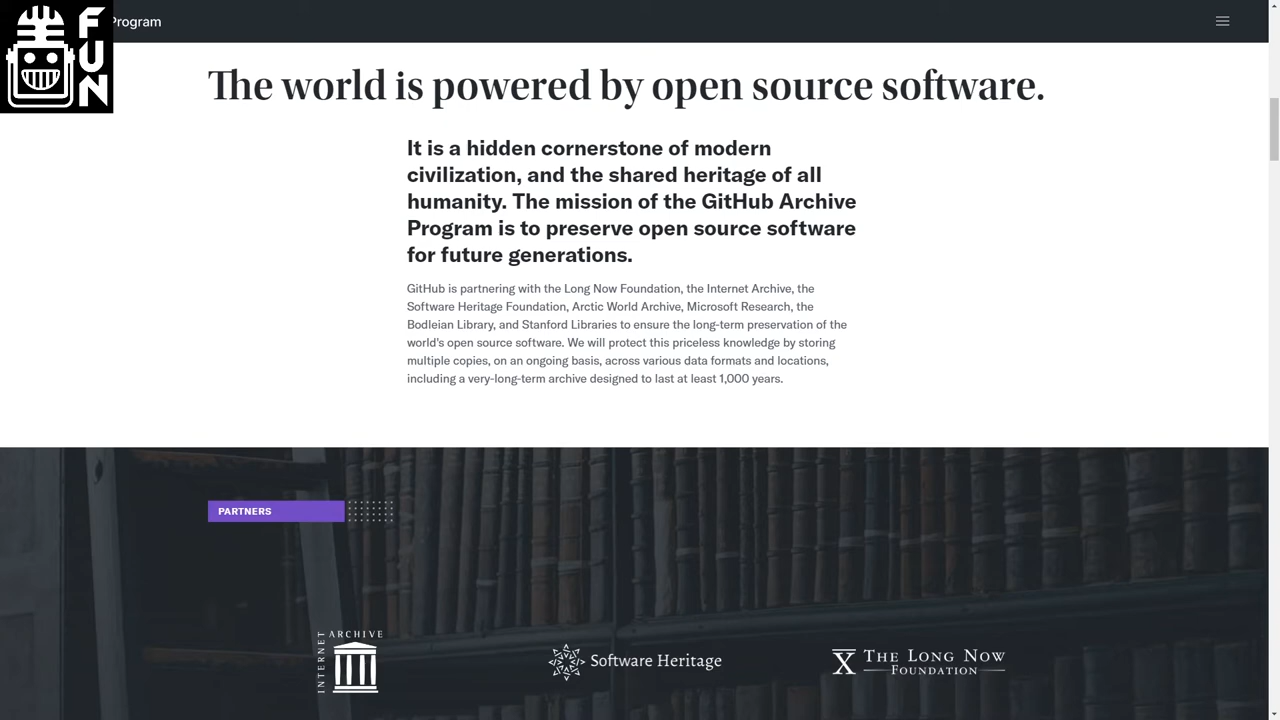 FUN
Program
The world is powered by open source software.
It is a hidden cornerstone of modern
civilization, and the shared heritage of all
humanity. The mission of the GitHub Archive
Program is to preserve open source software
for future generations.
GitHub is partnering with the Long Now Foundation, the Internet Archive, the
Software Heritage Foundation, Arctic World Archive, Microsoft Research, the
Bodleian Library, and Stanford Libraries to ensure the long-term preservation of the
world's open source software. We will protect this priceless knowledge by storing
multiple copies, on an ongoing basis, across various data formats and locations,
including a very-long-term archive designed to last at least 1,000 years.
PARTNERS
INTERNET ARCHIVE
Software Heritage
X THE LONG NOW
FOUNDATION